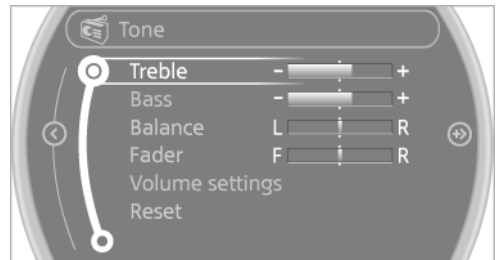 Tone
Treble - +
Bass - +
Balance L R
Fader F R
Volume settings
Reset